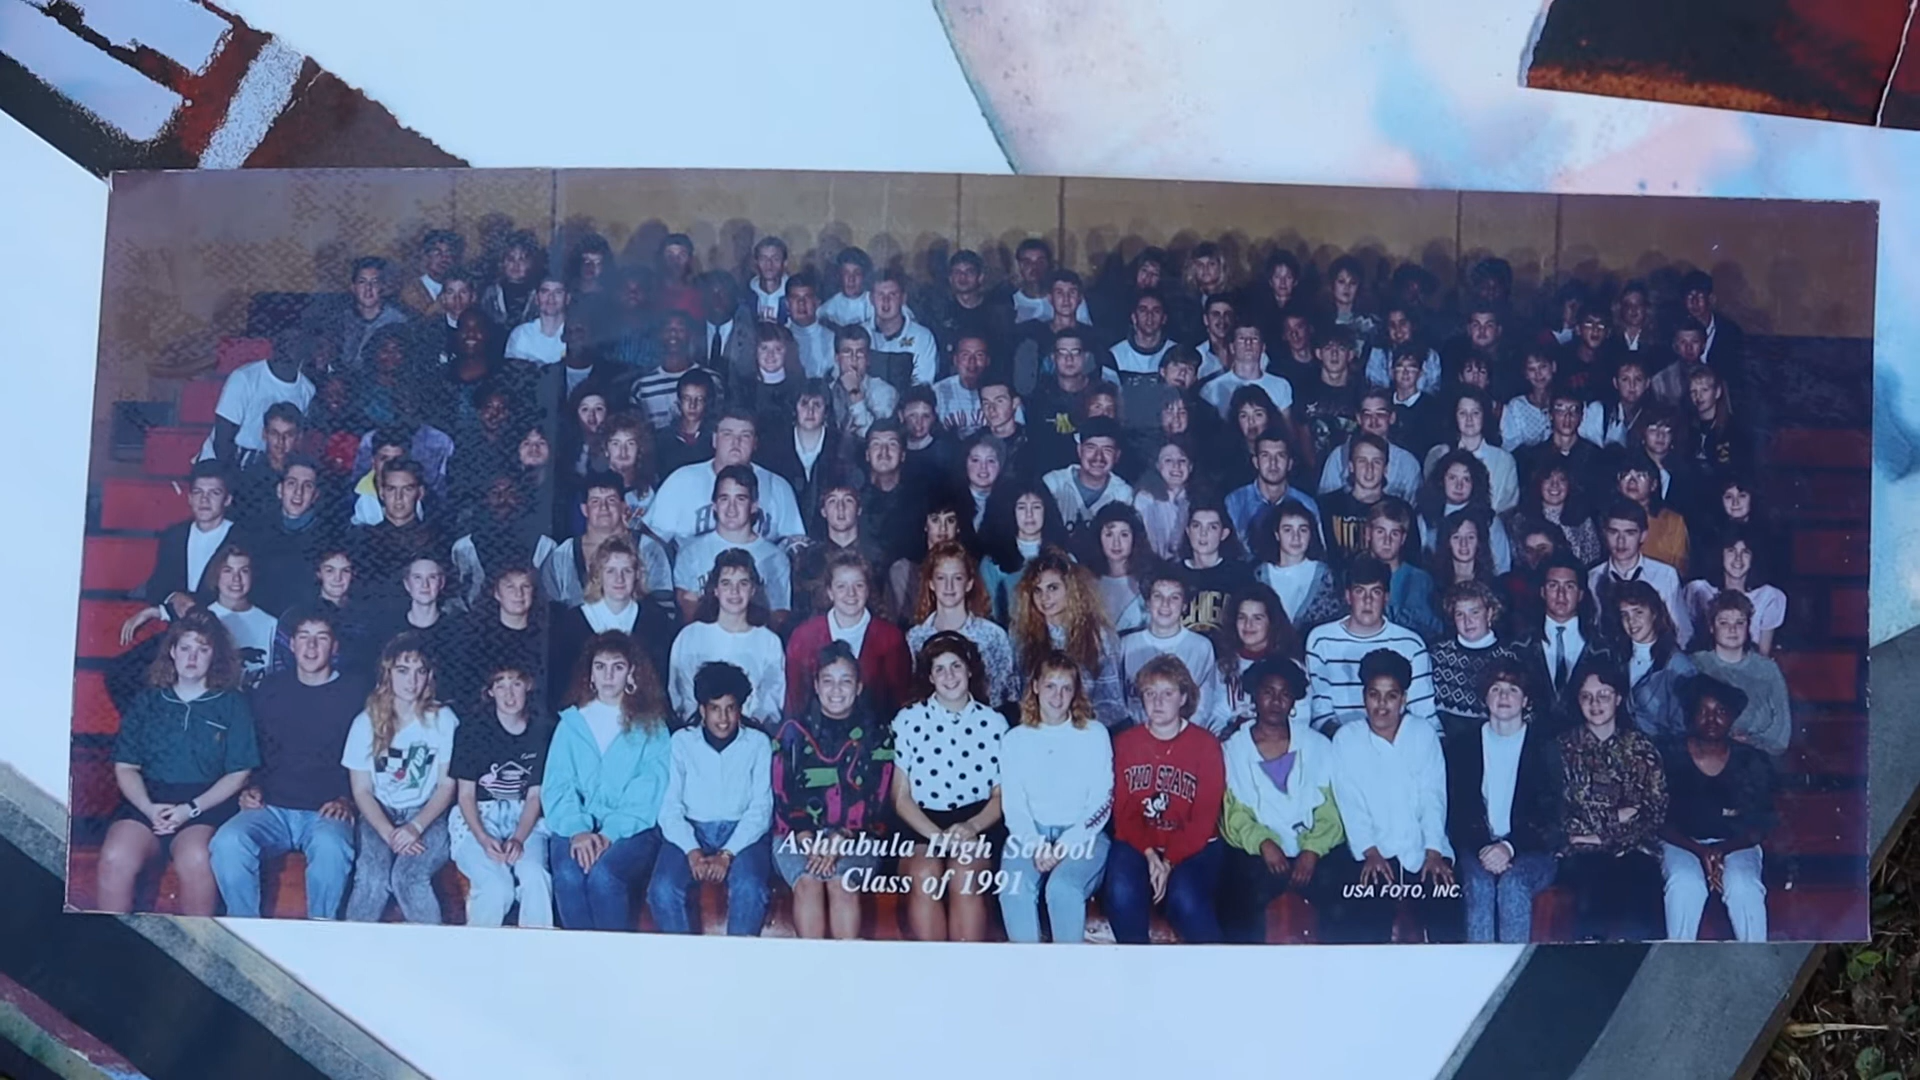 OHIO STATE
Ashtabula High School
Class of 1991
USA FOTO, INC.